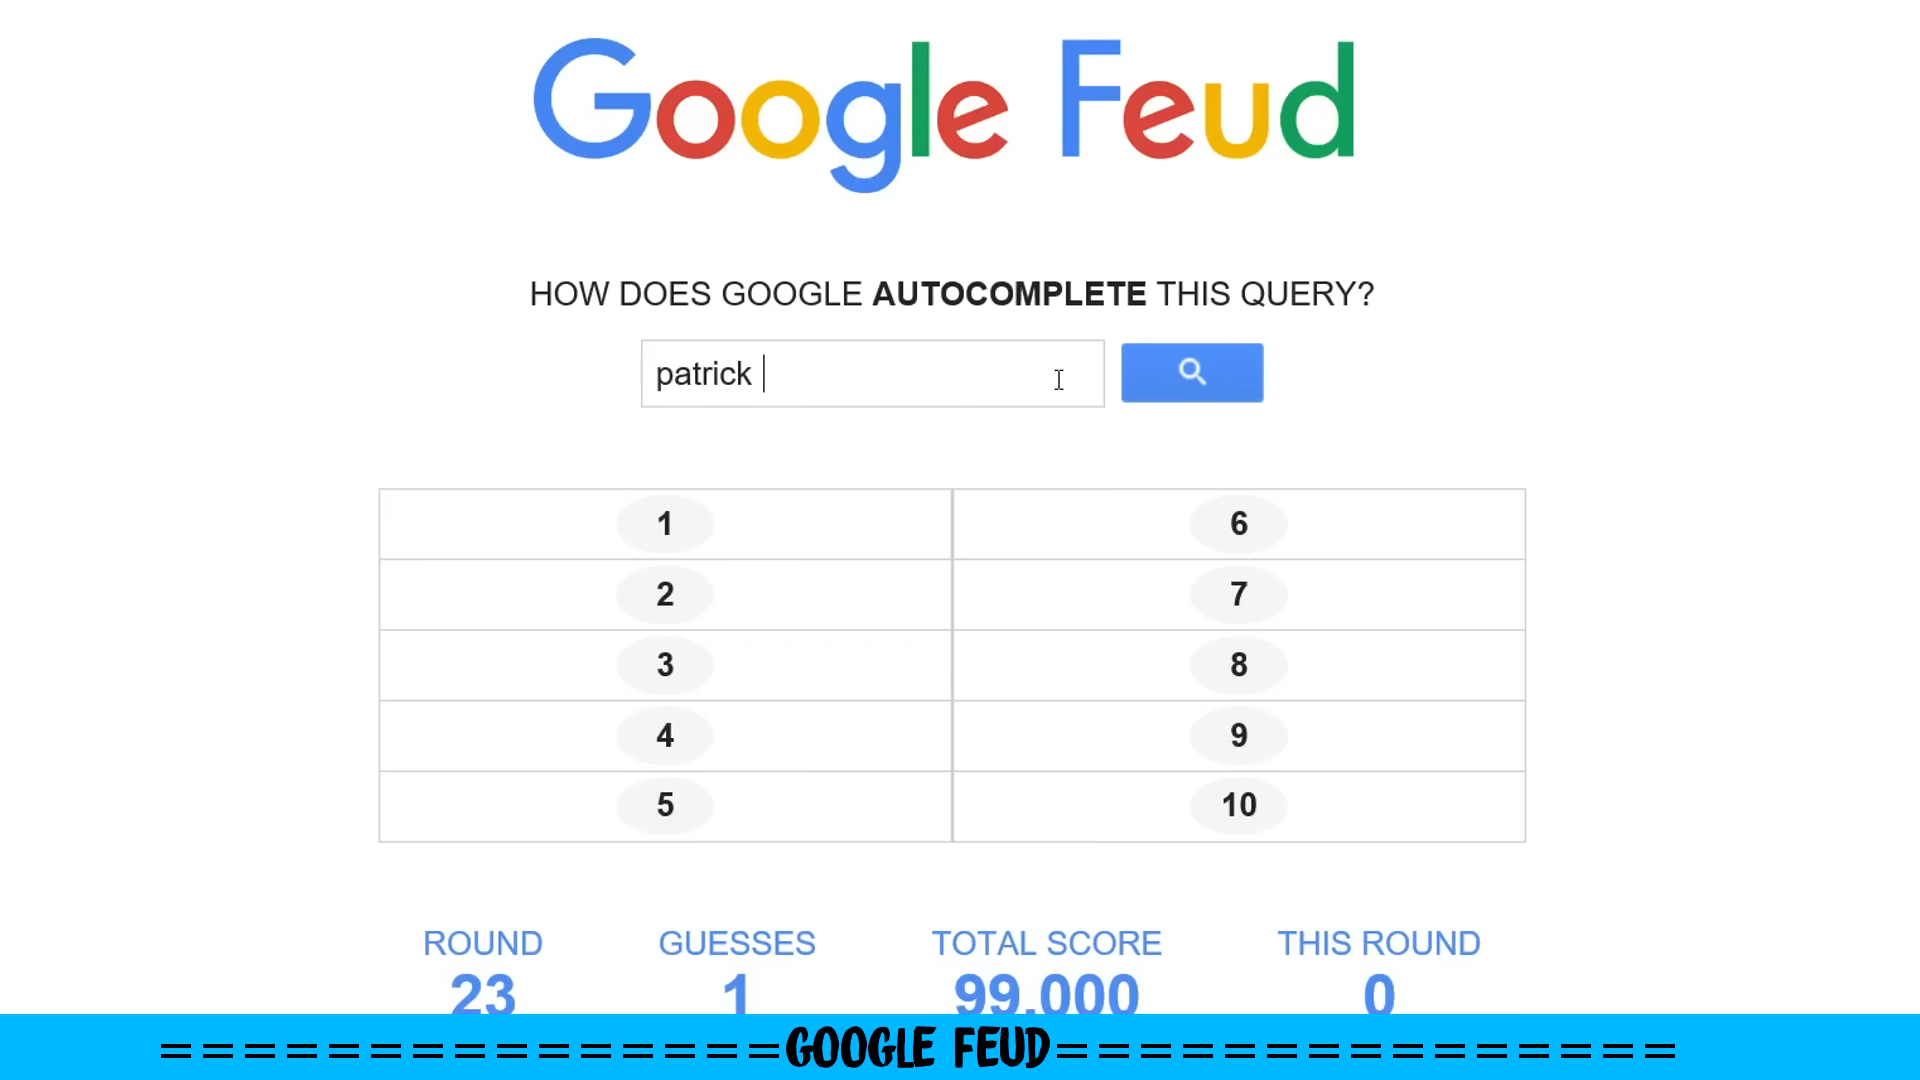 Google Feud
HOW DOES GOOGLE AUTOCOMPLETE THIS QUERY?
patrick
1
6
2
7
3
8
4
9
5
10
ROUND GUESSES TOTAL SCORE THIS ROUND
23 1 99,000 0
===============GOOGLE FEUD===============